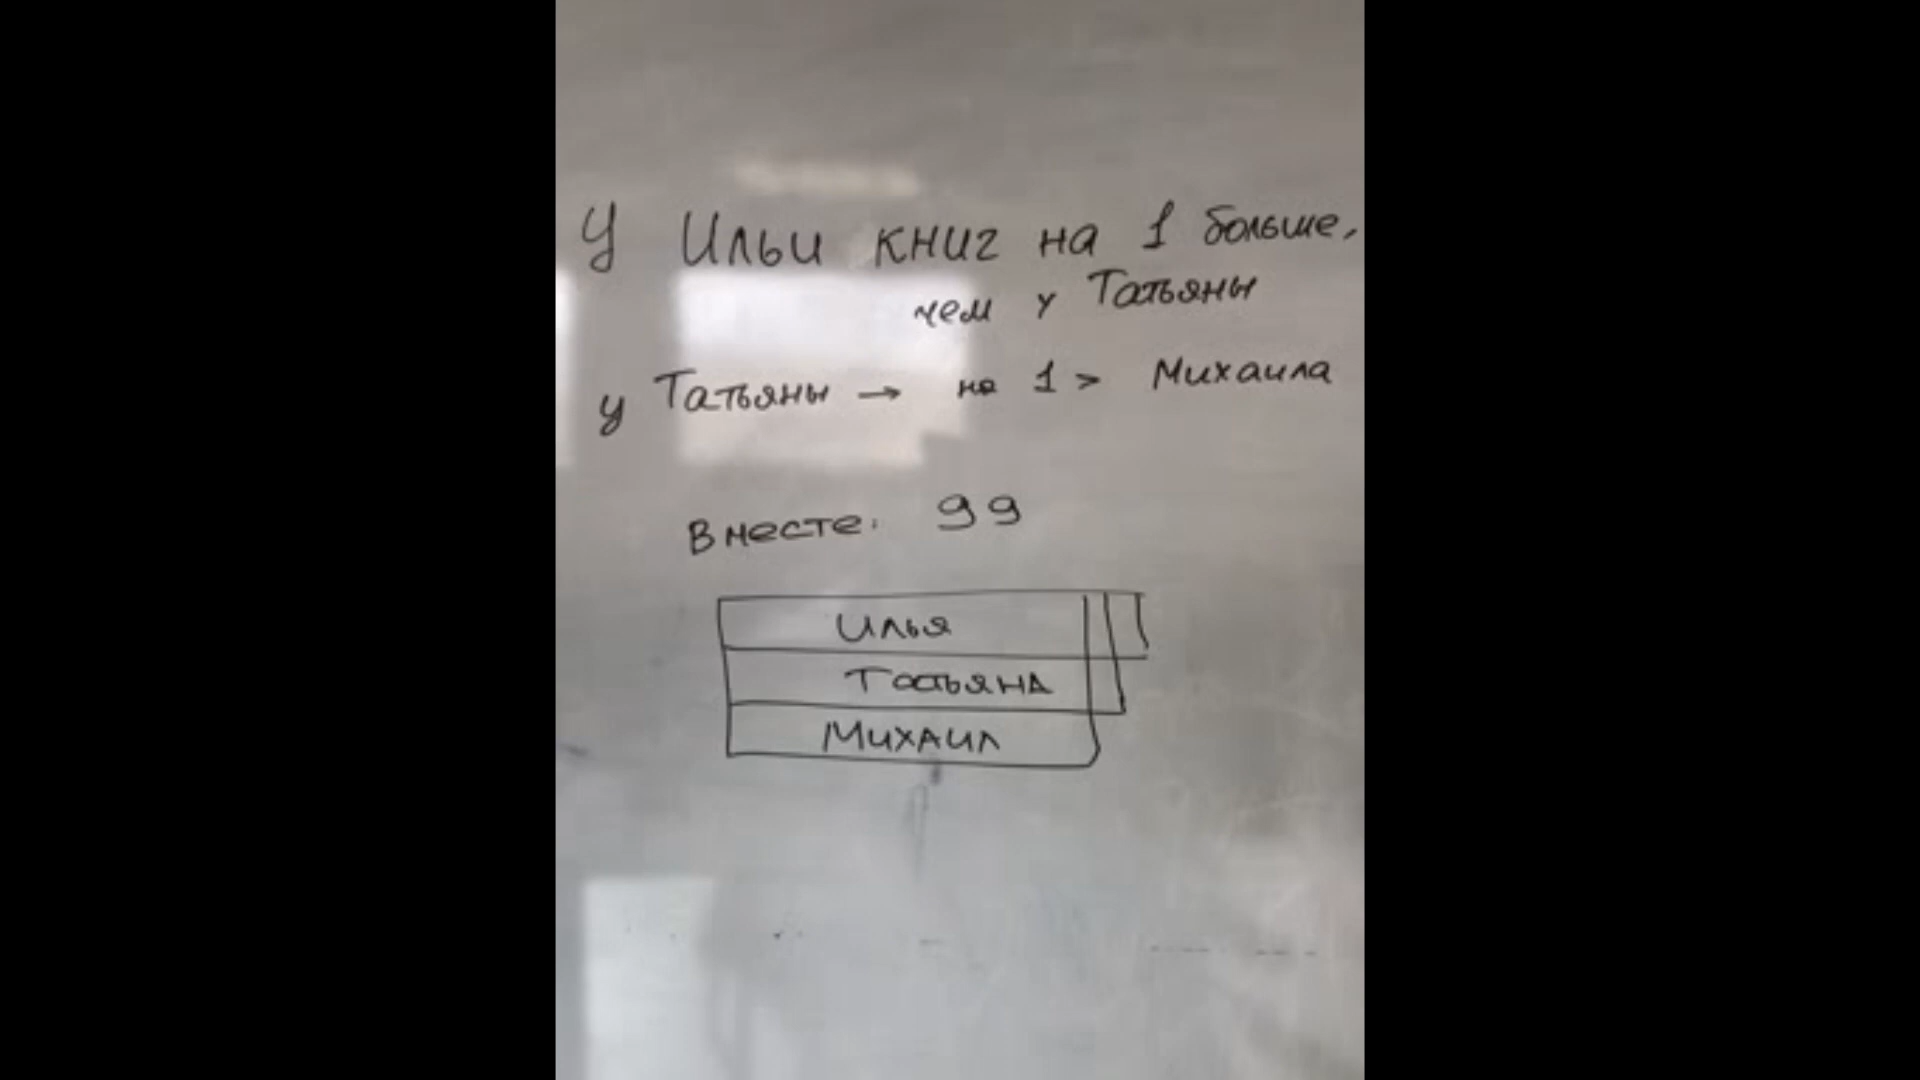 У Ильи книг на 1 больше,
чем у Татьяны
у Татьяны → на 1 > Михаила
Вместе: 99
Илья
Татьяна
Михаил